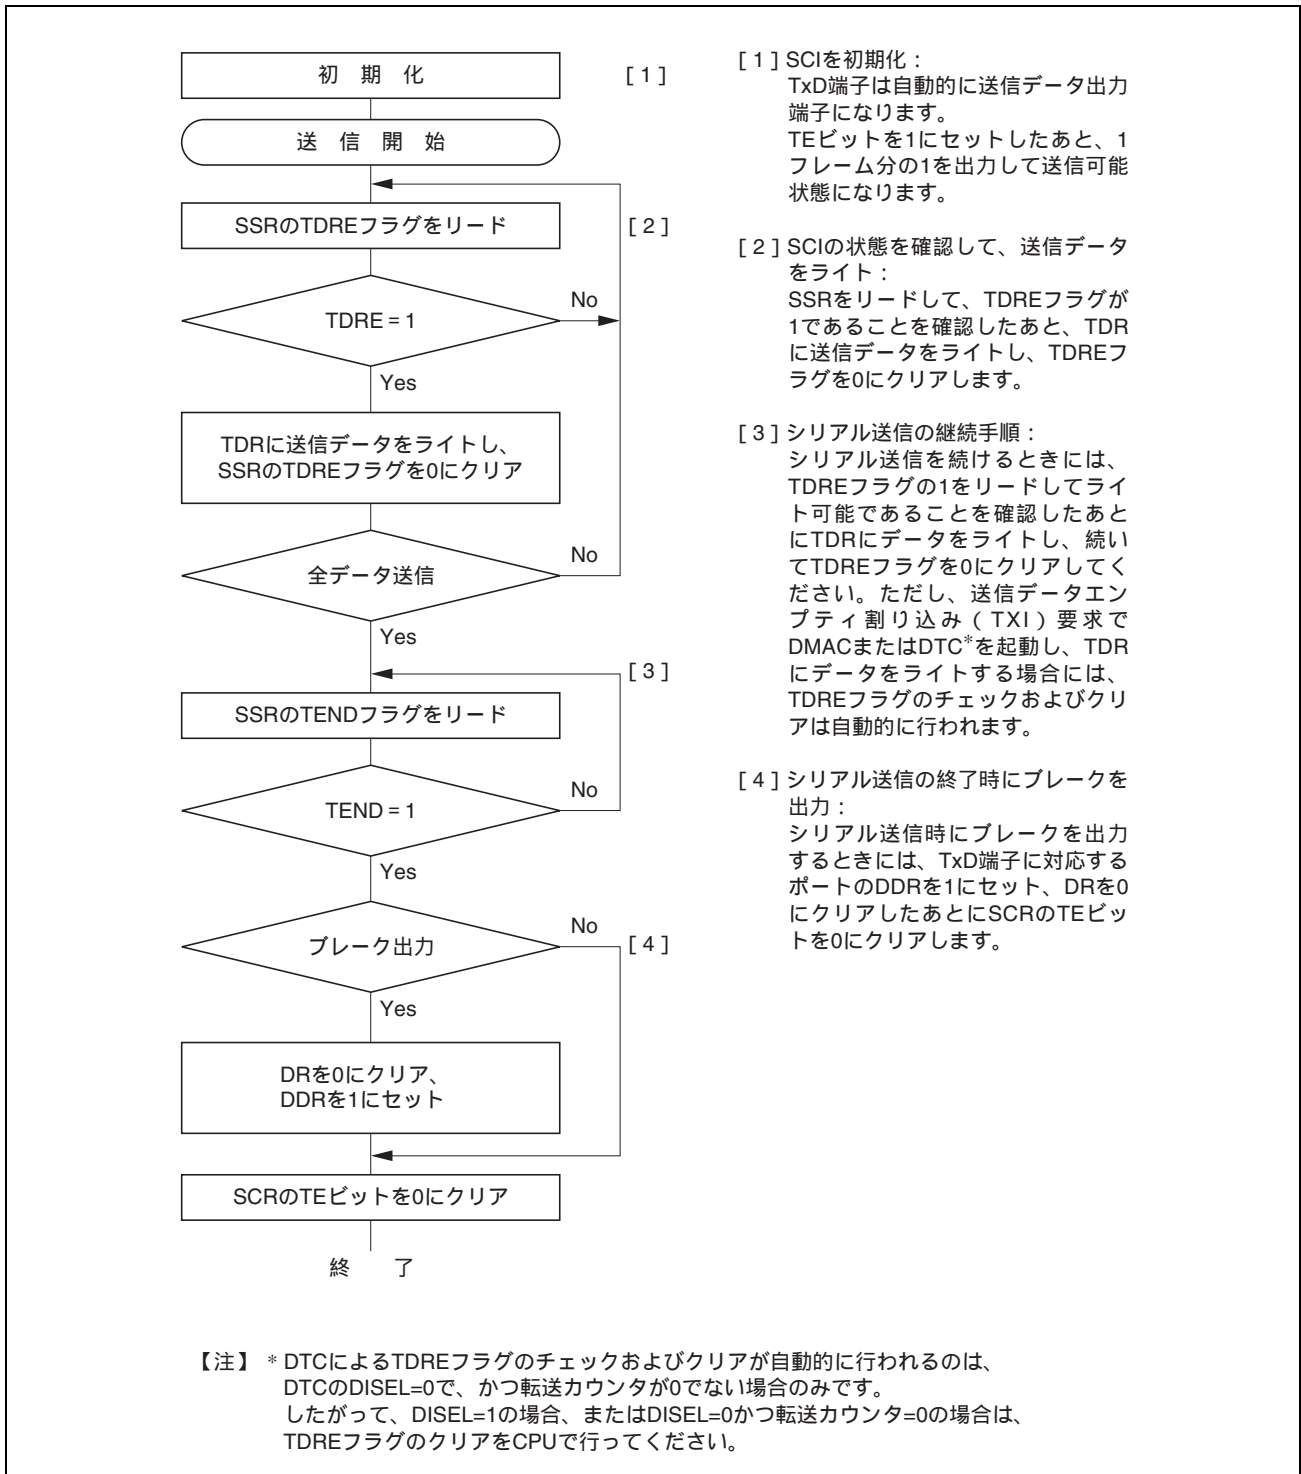 初　期　化
[ 1 ]
送　信　開　始
SSRのTDREフラグをリード
[ 2 ]
TDRE = 1
No
Yes
TDRに送信データをライトし、
SSRのTDREフラグを0にクリア
全データ送信
No
Yes
[ 3 ]
SSRのTENDフラグをリード
TEND = 1
No
Yes
ブレーク出力
No
[ 4 ]
Yes
DRを0にクリア、
DDRを1にセット
SCRのTEビットを0にクリア
終　　了
[ 1 ] SCIを初期化：
TxD端子は自動的に送信データ出力
端子になります。
TEビットを1にセットしたあと、1
フレーム分の1を出力して送信可能
状態になります。
[ 2 ] SCIの状態を確認して、送信データ
をライト：
SSRをリードして、TDREフラグが
1であることを確認したあと、TDR
に送信データをライトし、TDREフ
ラグを0にクリアします。
[ 3 ] シリアル送信の継続手順：
シリアル送信を続けるときには、
TDREフラグの1をリードしてライ
ト可能であることを確認したあと
にTDRにデータをライトし、続い
てTDREフラグを0にクリアしてく
ださい。ただし、送信データエン
プティ割り込み（TXI）要求で
DMACまたはDTC*を起動し、TDR
にデータをライトする場合には、
TDREフラグのチェックおよびクリ
アは自動的に行われます。
[ 4 ] シリアル送信の終了時にブレークを
出力：
シリアル送信時にブレークを出力
するときには、TxD端子に対応する
ポートのDDRを1にセット、DRを0
にクリアしたあとにSCRのTEビッ
トを0にクリアします。
【注】 * DTCによるTDREフラグのチェックおよびクリアが自動的に行われるのは、
DTCのDISEL=0で、かつ転送カウンタが0でない場合のみです。
したがって、DISEL=1の場合、またはDISEL=0かつ転送カウンタ=0の場合は、
TDREフラグのクリアをCPUで行ってください。